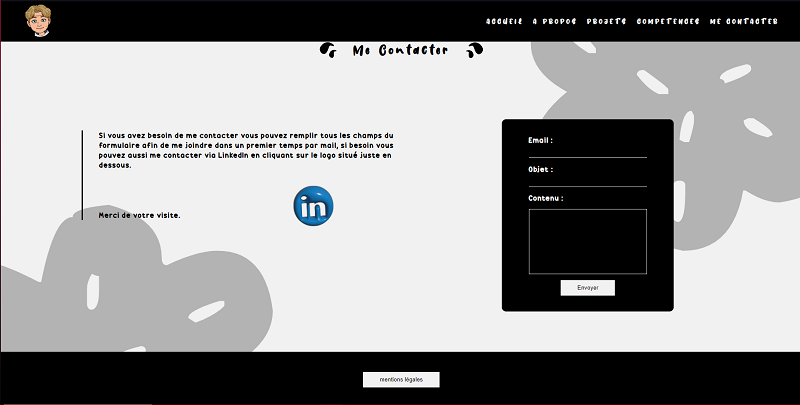 ACCUEIL A PROPOS PROJETS COMPETENCES ME CONTACTER
Me Contacter
Si vous avez besoin de me contacter vous pouvez remplir tous les champs du
formulaire afin de me joindre dans un premier temps par mail, si besoin vous
pouvez aussi me contacter via LinkedIn en cliquant sur le logo situé juste en
dessous.
in
Merci de votre visite.
Email :
Objet :
Contenu :
Envoyer
mentions légales